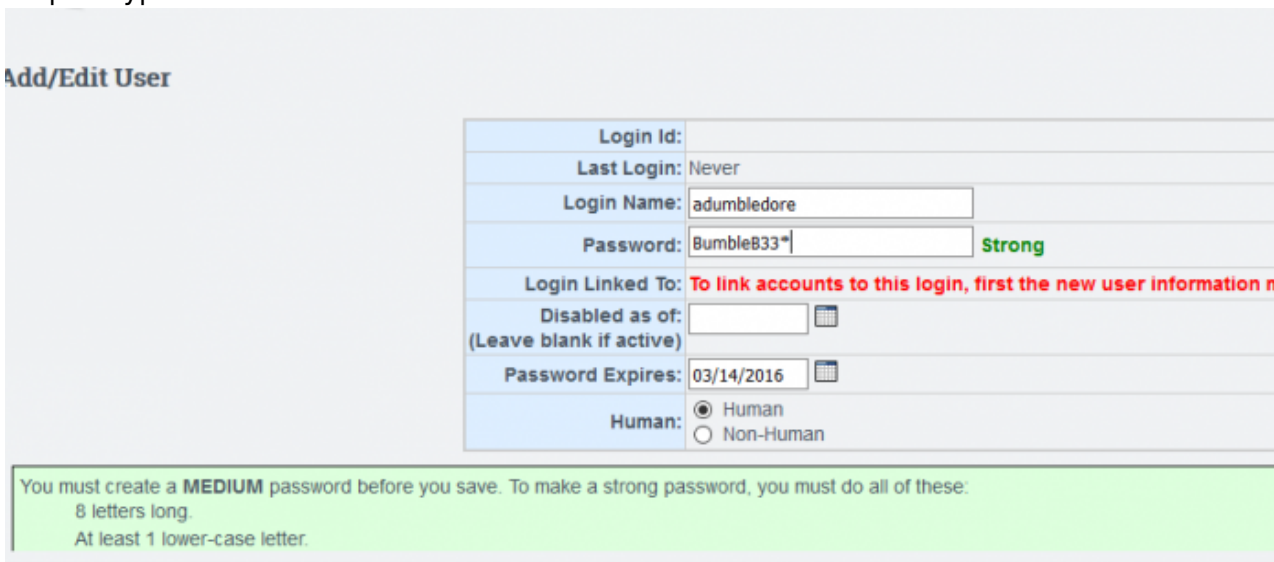 Add/Edit User
Login Id:
Last Login: Never
Login Name: adumbledore
Password: BumbleB33* Strong
Login Linked To: To link accounts to this login, first the new user information
Disabled as of:
(Leave blank if active)
Password Expires: 03/14/2016
Human: Human
Non-Human
You must create a MEDIUM password before you save. To make a strong password, you must do all of these:
8 letters long.
At least 1 lower-case letter.